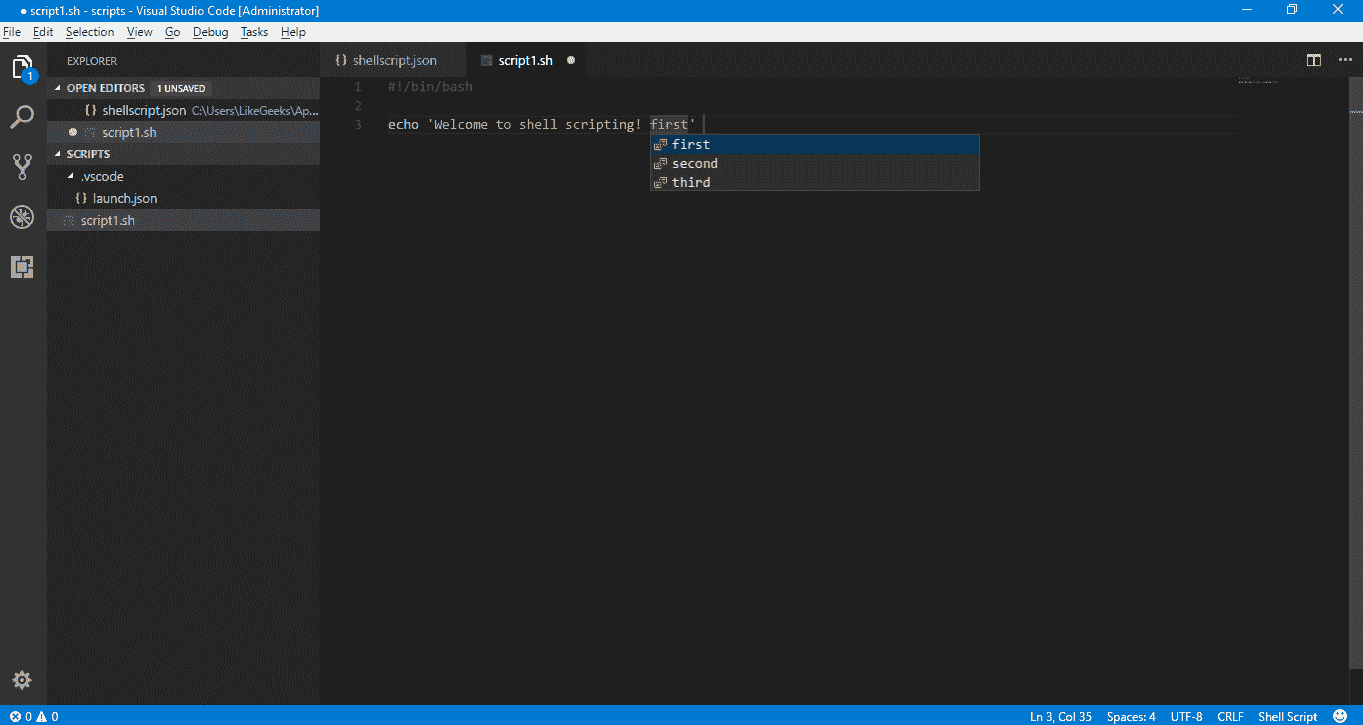 ● script1.sh - scripts - Visual Studio Code [Administrator]
File Edit Selection View Go Debug Tasks Help
1
EXPLORER
OPEN EDITORS 1 UNSAVED
{} shellscript.json C:\Users\LikeGeeks\Ap...
script1.sh
SCRIPTS
.vscode
{} launch.json
script1.sh
{} shellscript.json script1.sh
1 #!/bin/bash
2
3 echo 'Welcome to shell scripting! first'
first
second
third
0 0 Ln 3, Col 35 Spaces: 4 UTF-8 CRLF Shell Script